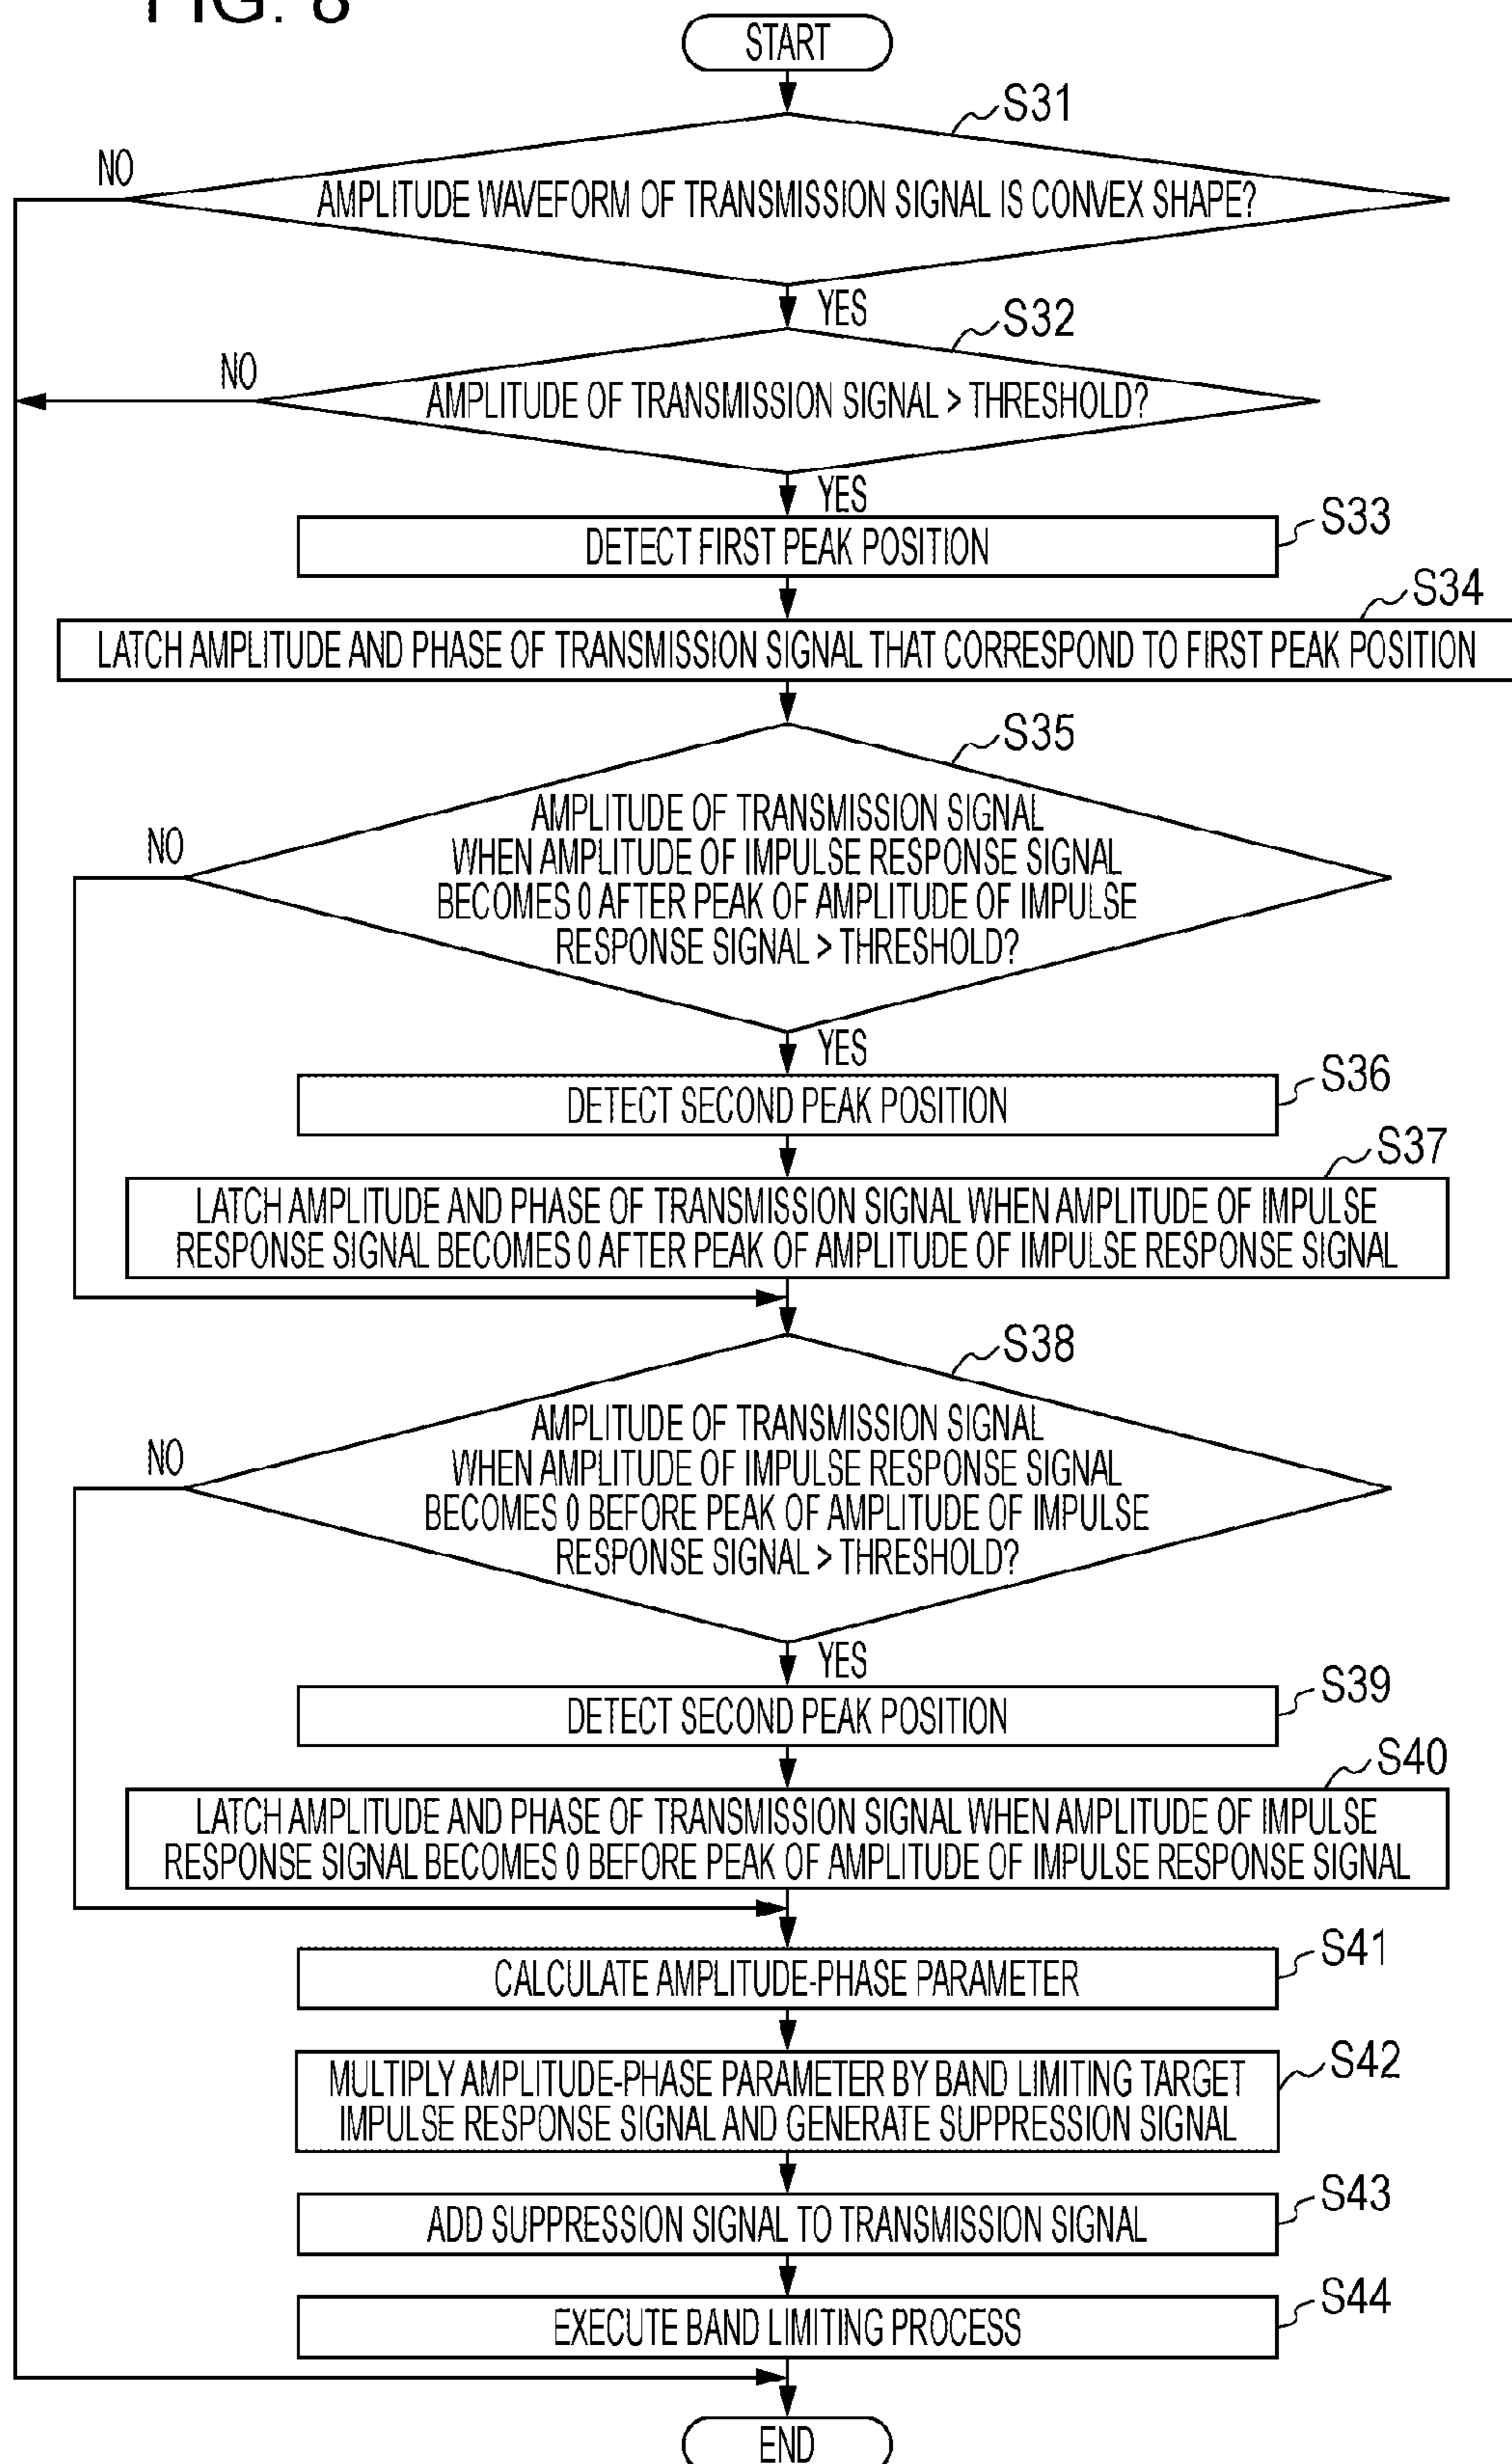 FIG. 8
START
S31
NO
AMPLITUDE WAVEFORM OF TRANSMISSION SIGNAL IS CONVEX SHAPE?
YES
S32
NO
AMPLITUDE OF TRANSMISSION SIGNAL > THRESHOLD?
YES
S33
DETECT FIRST PEAK POSITION
S34
LATCH AMPLITUDE AND PHASE OF TRANSMISSION SIGNAL THAT CORRESPOND TO FIRST PEAK POSITION
S35
NO
AMPLITUDE OF TRANSMISSION SIGNAL
WHEN AMPLITUDE OF IMPULSE RESPONSE SIGNAL
BECOMES 0 AFTER PEAK OF AMPLITUDE OF IMPULSE
RESPONSE SIGNAL > THRESHOLD?
YES
S36
DETECT SECOND PEAK POSITION
S37
LATCH AMPLITUDE AND PHASE OF TRANSMISSION SIGNAL WHEN AMPLITUDE OF IMPULSE
RESPONSE SIGNAL BECOMES 0 AFTER PEAK OF AMPLITUDE OF IMPULSE RESPONSE SIGNAL
S38
NO
AMPLITUDE OF TRANSMISSION SIGNAL
WHEN AMPLITUDE OF IMPULSE RESPONSE SIGNAL
BECOMES 0 BEFORE PEAK OF AMPLITUDE OF IMPULSE
RESPONSE SIGNAL > THRESHOLD?
YES
S39
DETECT SECOND PEAK POSITION
S40
LATCH AMPLITUDE AND PHASE OF TRANSMISSION SIGNAL WHEN AMPLITUDE OF IMPULSE
RESPONSE SIGNAL BECOMES 0 BEFORE PEAK OF AMPLITUDE OF IMPULSE RESPONSE SIGNAL
S41
CALCULATE AMPLITUDE-PHASE PARAMETER
S42
MULTIPLY AMPLITUDE-PHASE PARAMETER BY BAND LIMITING TARGET
IMPULSE RESPONSE SIGNAL AND GENERATE SUPPRESSION SIGNAL
S43
ADD SUPPRESSION SIGNAL TO TRANSMISSION SIGNAL
S44
EXECUTE BAND LIMITING PROCESS
END